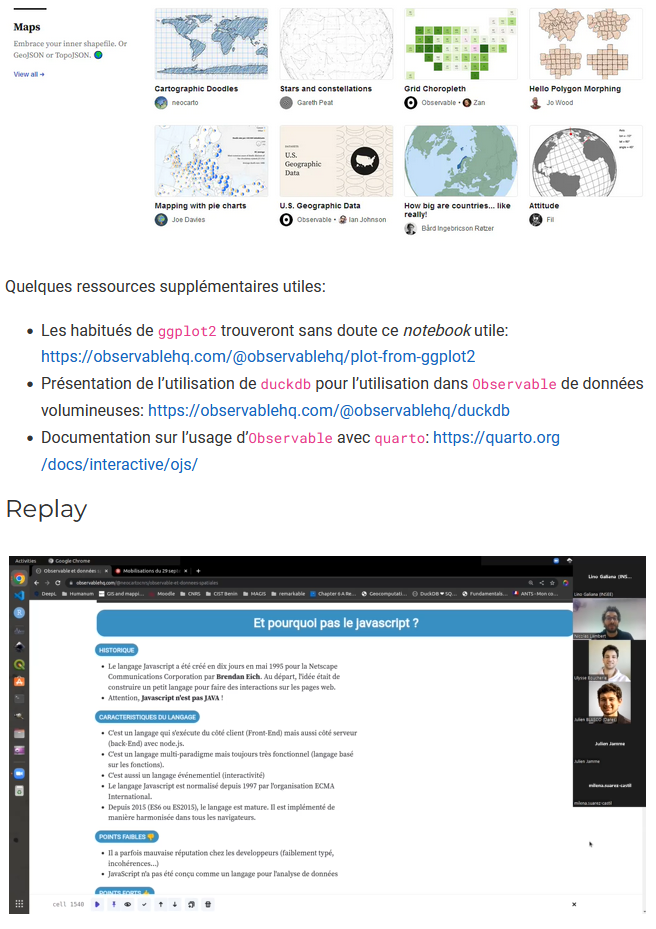 Maps
Embrace your inner shapefile. Or
GeoJSON or TopoJSON.
View all →
Cartographic Doodles
neocarto
Stars and constellations
Gareth Peat
Grid Choropleth
Observable • Zan
Hello Polygon Morphing
Jo Wood
Mapping with pie charts
Joe Davies
U.S.
Geographic
Data
U.S. Geographic Data
Observable • Ian Johnson
How big are countries... like
really!
Bård Ingebricson Røtzer
Attitude
Fil
Quelques ressources supplémentaires utiles:
• Les habitués de ggplot2 trouveront sans doute ce notebook utile:
https://observablehq.com/@observablehq/plot-from-ggplot2
• Présentation de l’utilisation de duckdb pour l’utilisation dans Observable de données
volumineuses: https://observablehq.com/@observablehq/duckdb
• Documentation sur l’usage d’Observable avec quarto: https://quarto.org
/docs/interactive/ojs/
Replay
Activities Google Chrome
Observable et données s Mobilisations du 29 sept
DeepL Humanum GIS and mappi... Moodle CNRS CIST Benin MAGIS remarkable Chapter 6 A Re... Geocomputati... DuckDB ❤ SQ... Fundamentals... ANTS - Mon co...
Et pourquoi pas le javascript ?
HISTORIQUE
• Le langage Javascript a été créé en dix jours en mai 1995 pour la Netscape
Communications Corporation par Brendan Eich. Au départ, l'idée était de
construire un petit langage pour faire des interactions sur les pages web.
• Attention, Javascript n'est pas JAVA !
CARACTERISTIQUES DU LANGAGE
• C'est un langage qui s'exécute du côté client (Front-End) mais aussi côté serveur
(back-End) avec node.js.
• C'est un langage multi-paradigme mais toujours très fonctionnel (langage basé
sur les fonctions).
• C'est aussi un langage événementiel (interactivité)
• Le langage Javascript est normalisé depuis 1997 par l'organisation ECMA
International.
• Depuis 2015 (ES6 ou ES2015), le langage est mature. Il est implémenté de
manière harmonisée dans tous les navigateurs.
POINTS FAIBLES
• Il a parfois mauvaise réputation chez les developpeurs (faiblement typé,
incohérences...)
• JavaScript n'a pas été conçu comme un langage pour l'analyse de données
POINTS FORTS
cell 1540
Lino Galiana (INS...
Lino Galiana (INSEE)
Nicolas Lambert
Ulysse
Julien
Julien Jamme
Julien Jamme
milena.suarez-castil
milena.suarez-castil